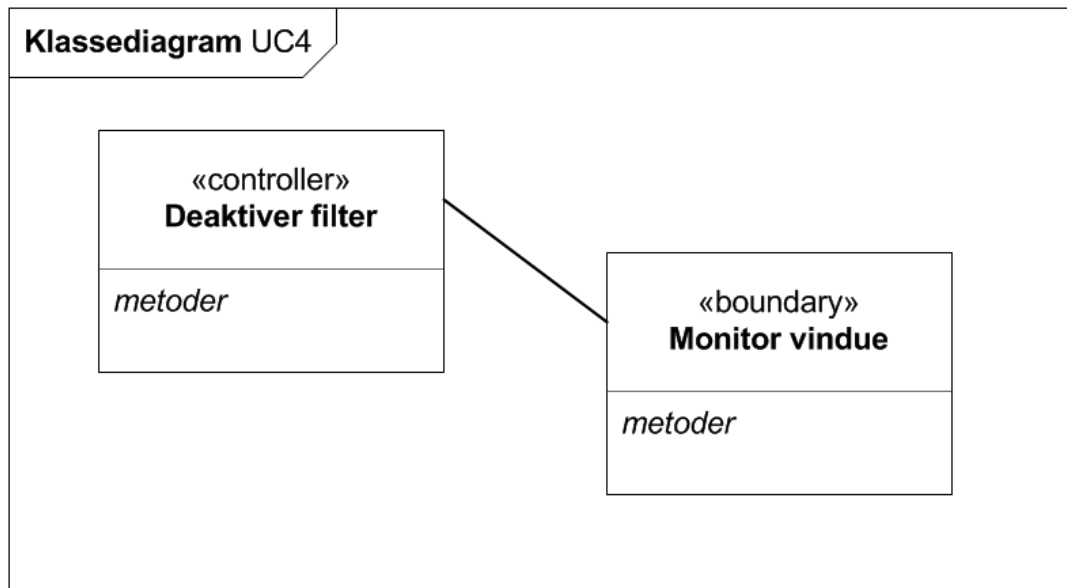 Klassediagram UC4
«controller»
Deaktiver filter
metoder
«boundary»
Monitor vindue
metoder